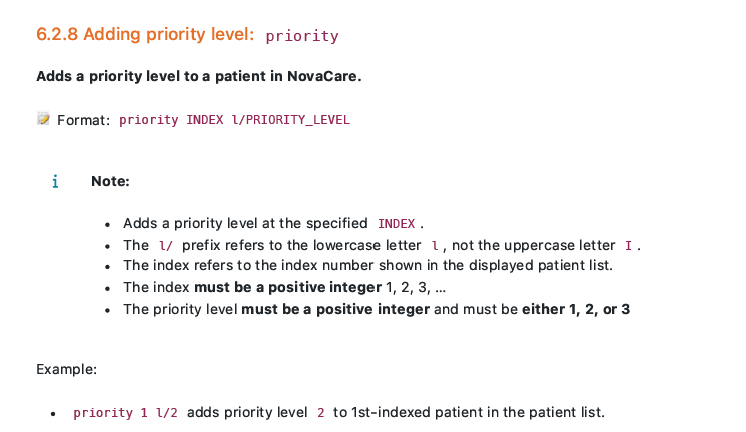 6.2.8 Adding priority level: priority
Adds a priority level to a patient in NovaCare.
Format: priority INDEX l/PRIORITY_LEVEL
Note:
• Adds a priority level at the specified INDEX.
• The l/ prefix refers to the lowercase letter l, not the uppercase letter I.
• The index refers to the index number shown in the displayed patient list.
• The index must be a positive integer 1, 2, 3, …
• The priority level must be a positive integer and must be either 1, 2, or 3
Example:
• priority 1 l/2 adds priority level 2 to 1st-indexed patient in the patient list.